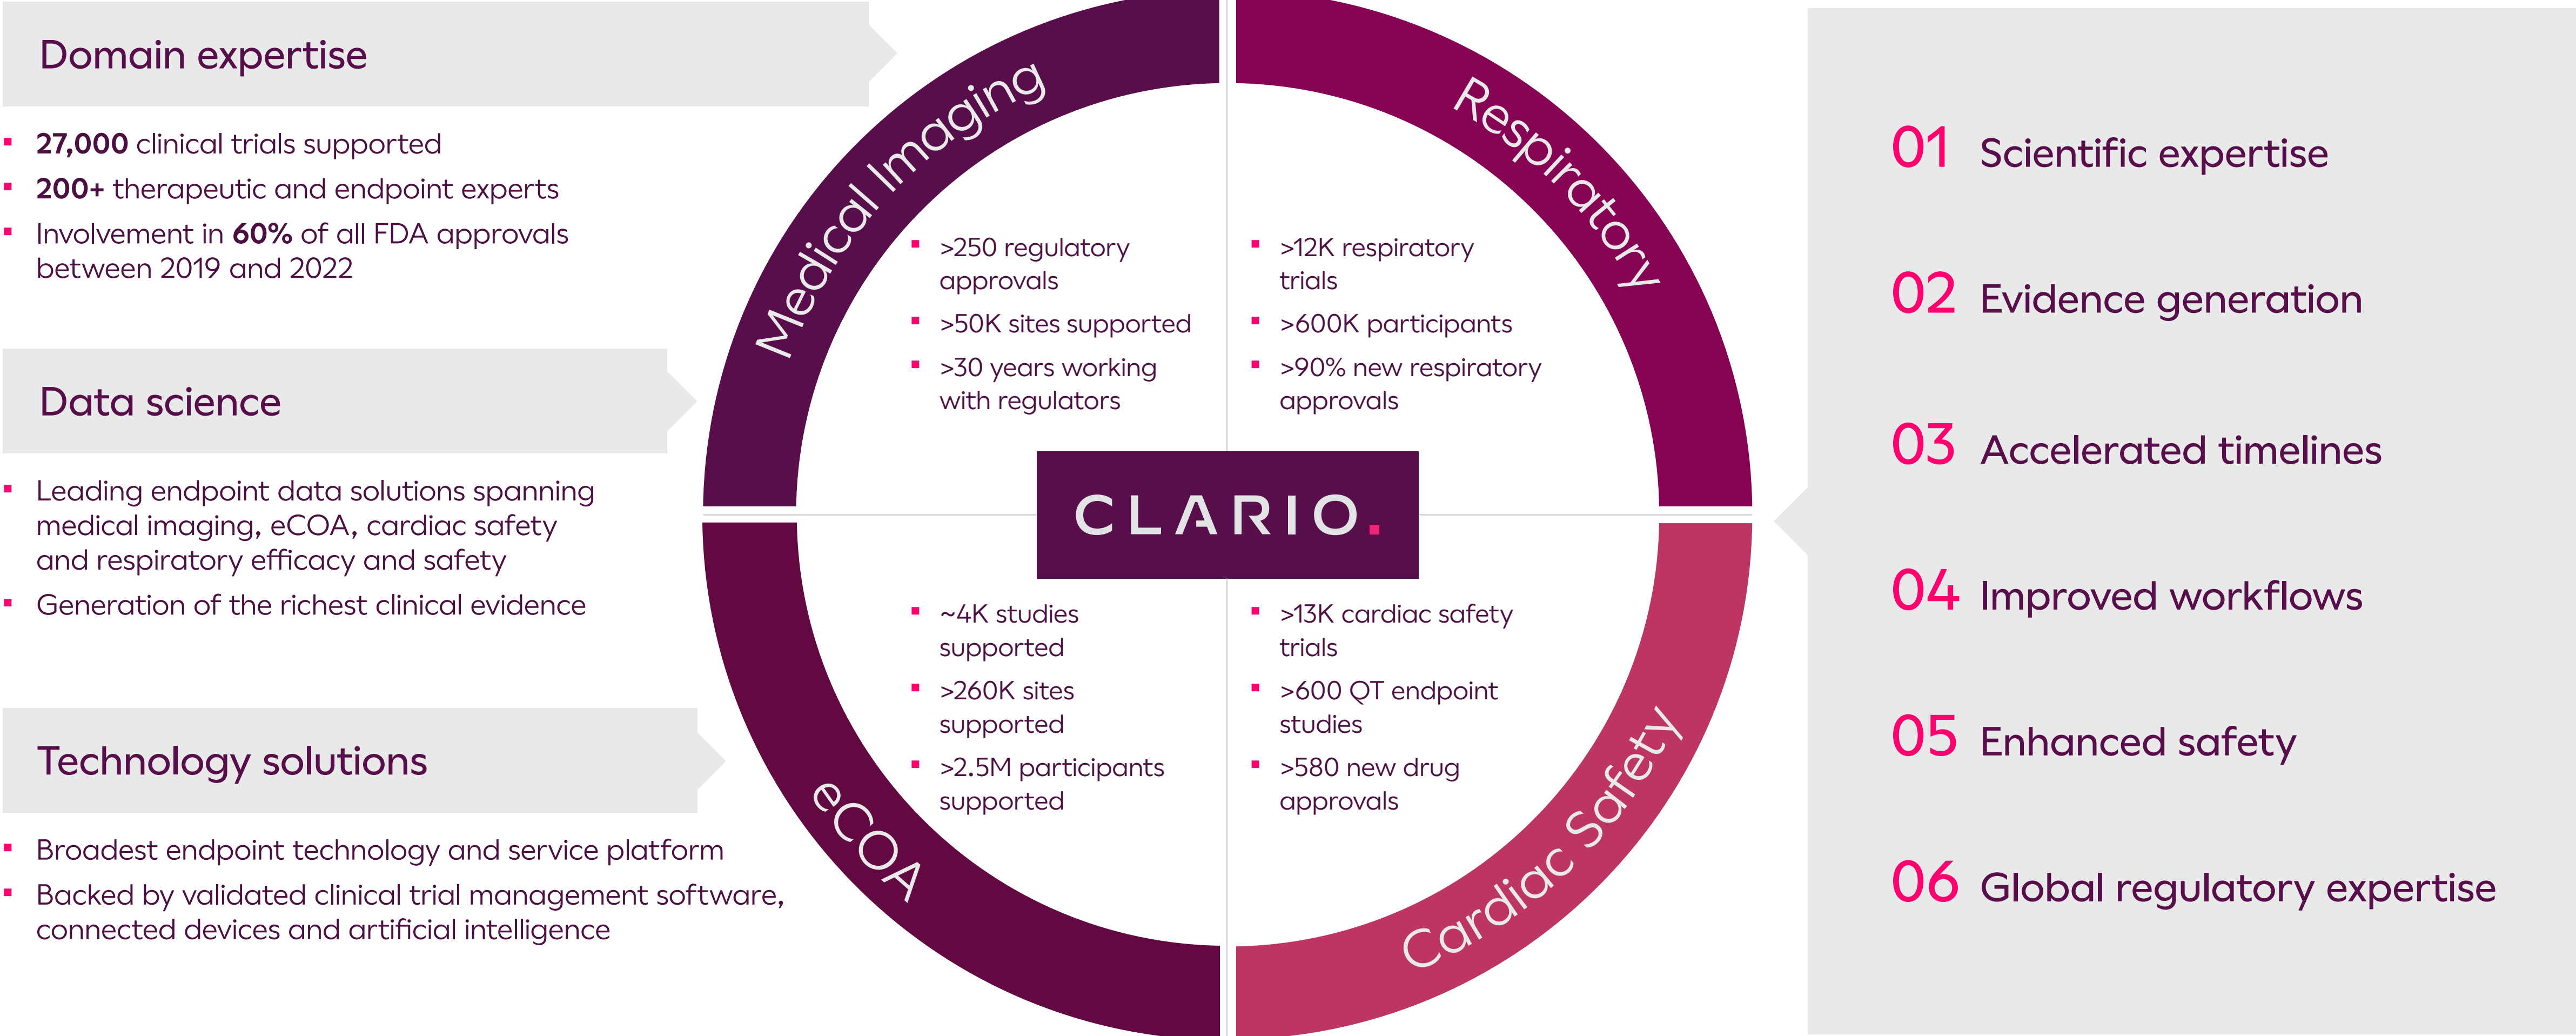 Domain expertise
27,000 clinical trials supported
200+ therapeutic and endpoint experts
Involvement in 60% of all FDA approvals
between 2019 and 2022
Data science
Leading endpoint data solutions spanning
medical imaging, eCOA, cardiac safety
and respiratory efficacy and safety
Generation of the richest clinical evidence
Technology solutions
Broadest endpoint technology and service platform
Backed by validated clinical trial management software,
connected devices and artificial intelligence
Medical Imaging
>250 regulatory
approvals
>50K sites supported
>30 years working
with regulators
Respiratory
>12K respiratory
trials
>600K participants
>90% new respiratory
approvals
CLARIO.
eCOA
~4K studies
supported
>260K sites
supported
>2.5M participants
supported
Cardiac Safety
>13K cardiac safety
trials
>600 QT endpoint
studies
>580 new drug
approvals
01 Scientific expertise
02 Evidence generation
03 Accelerated timelines
04 Improved workflows
05 Enhanced safety
06 Global regulatory expertise